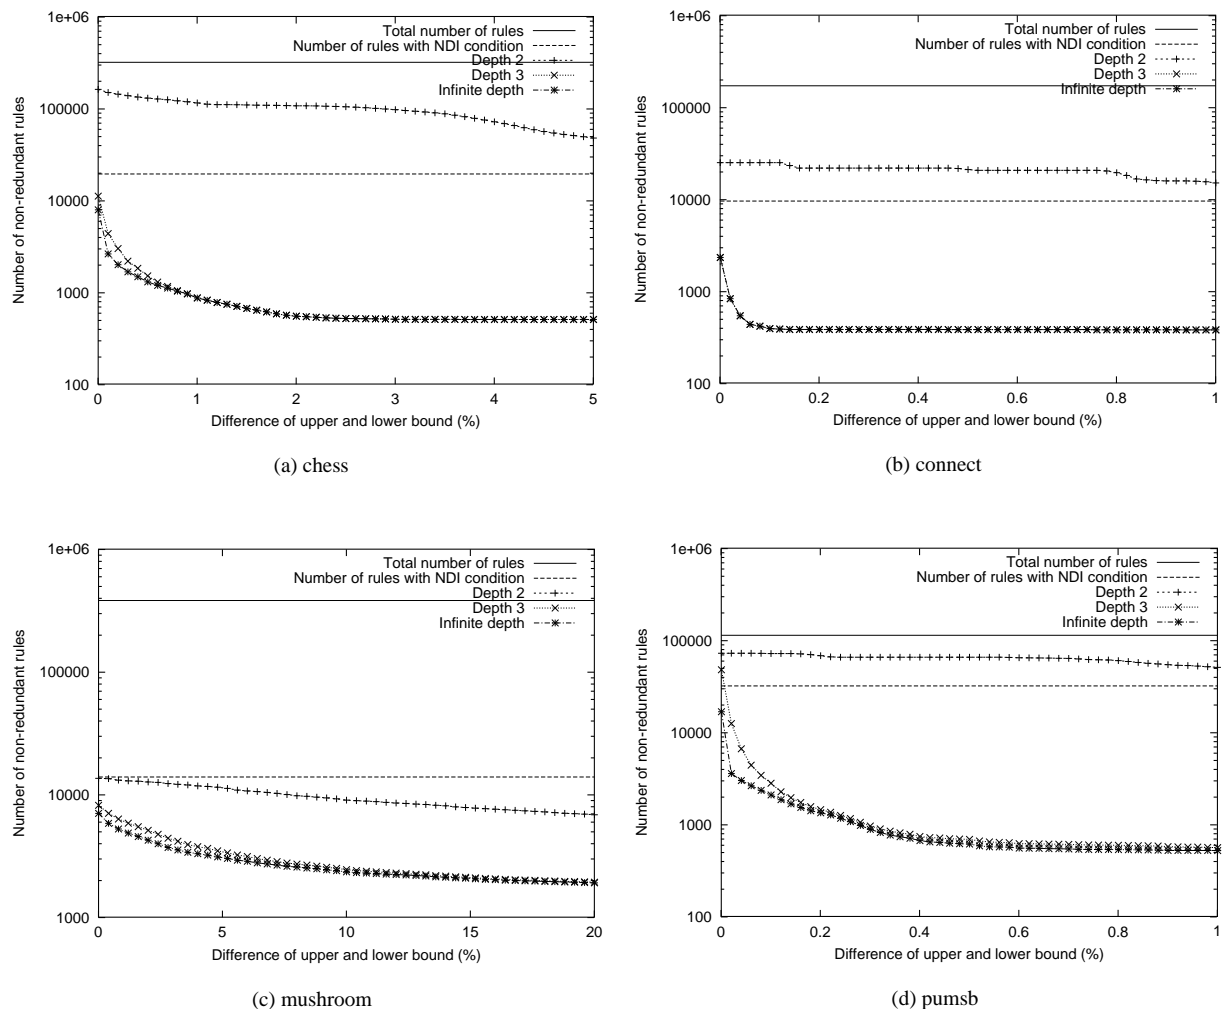 1e+06
Total number of rules
Number of rules with NDI condition
Depth 2
Depth 3
Infinite depth
100000
10000
1000
100
Number of non-redundant rules
0 1 2 3 4 5
Difference of upper and lower bound (%)
(a) chess
1e+06
Total number of rules
Number of rules with NDI condition
Depth 2
Depth 3
Infinite depth
100000
10000
1000
100
Number of non-redundant rules
0 0.2 0.4 0.6 0.8 1
Difference of upper and lower bound (%)
(b) connect
1e+06
Total number of rules
Number of rules with NDI condition
Depth 2
Depth 3
Infinite depth
100000
10000
1000
Number of non-redundant rules
0 5 10 15 20
Difference of upper and lower bound (%)
(c) mushroom
1e+06
Total number of rules
Number of rules with NDI condition
Depth 2
Depth 3
Infinite depth
100000
10000
1000
100
Number of non-redundant rules
0 0.2 0.4 0.6 0.8 1
Difference of upper and lower bound (%)
(d) pumsb